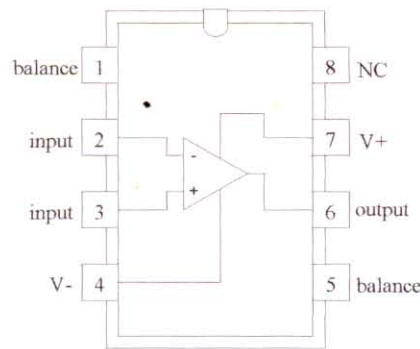 balance 1 8 NC
input 2 7 V+
-
+
input 3 6 output
V- 4 5 balance